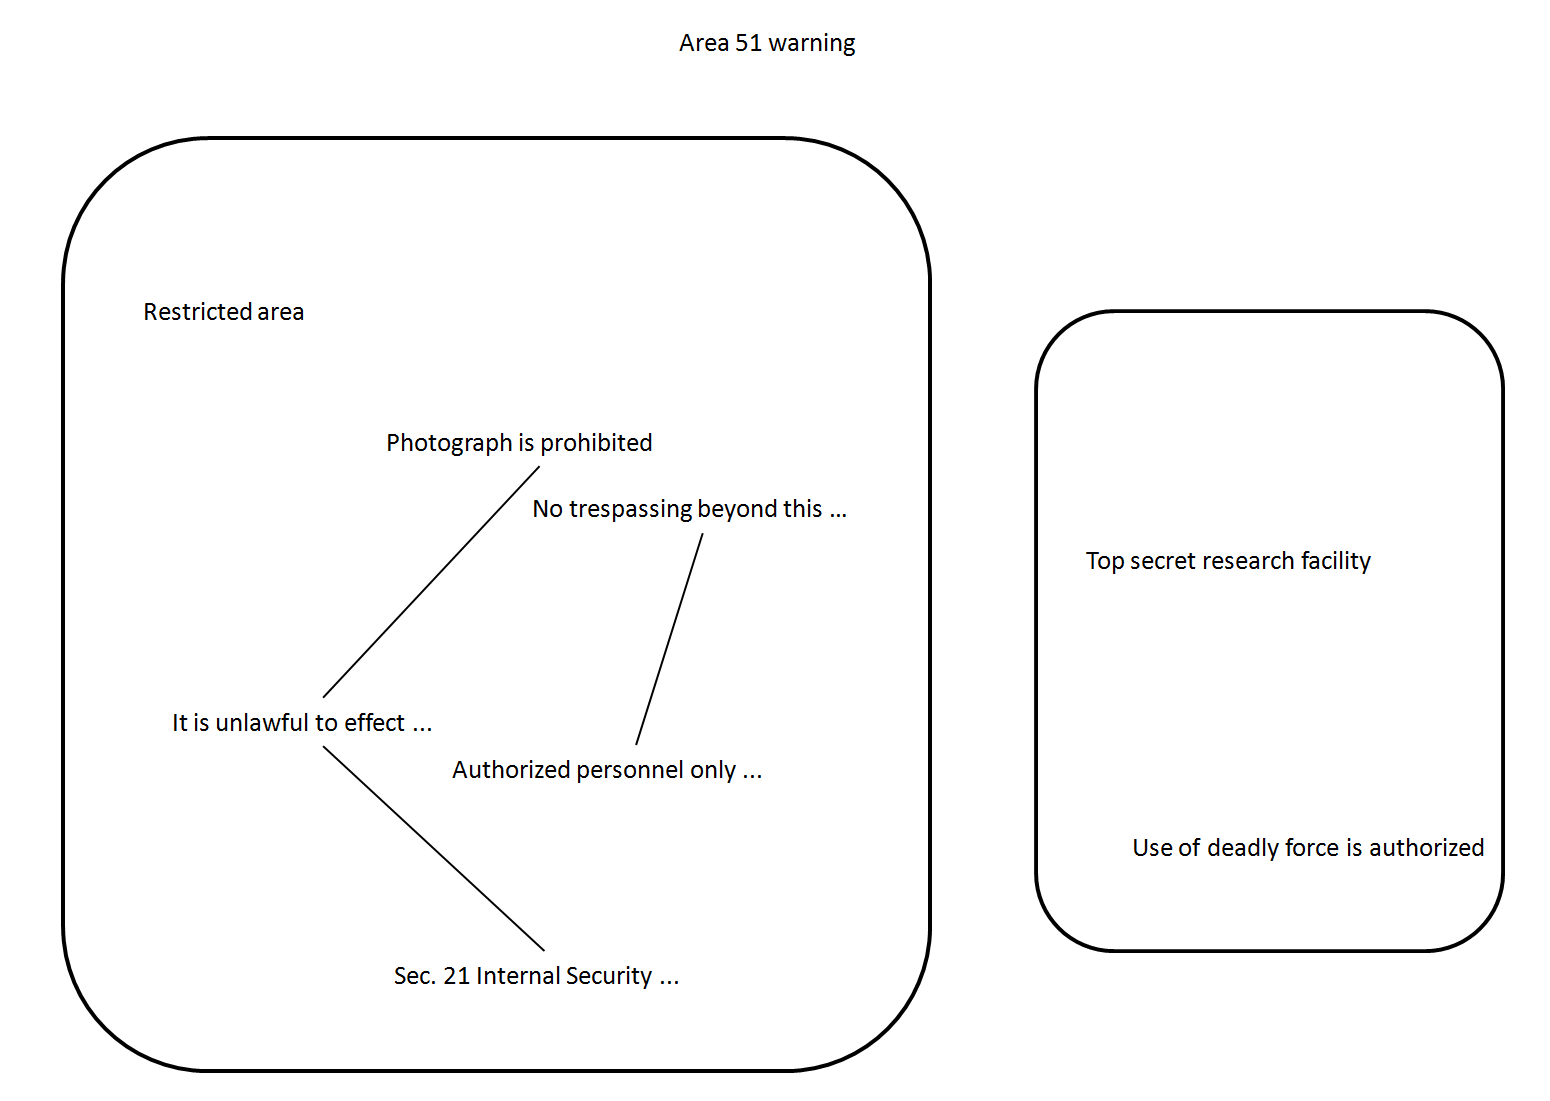 Area 51 warning
Restricted area
Photograph is prohibited
No trespassing beyond this ...
It is unlawful to effect ...
Authorized personnel only ...
Sec. 21 Internal Security ...
Top secret research facility
Use of deadly force is authorized